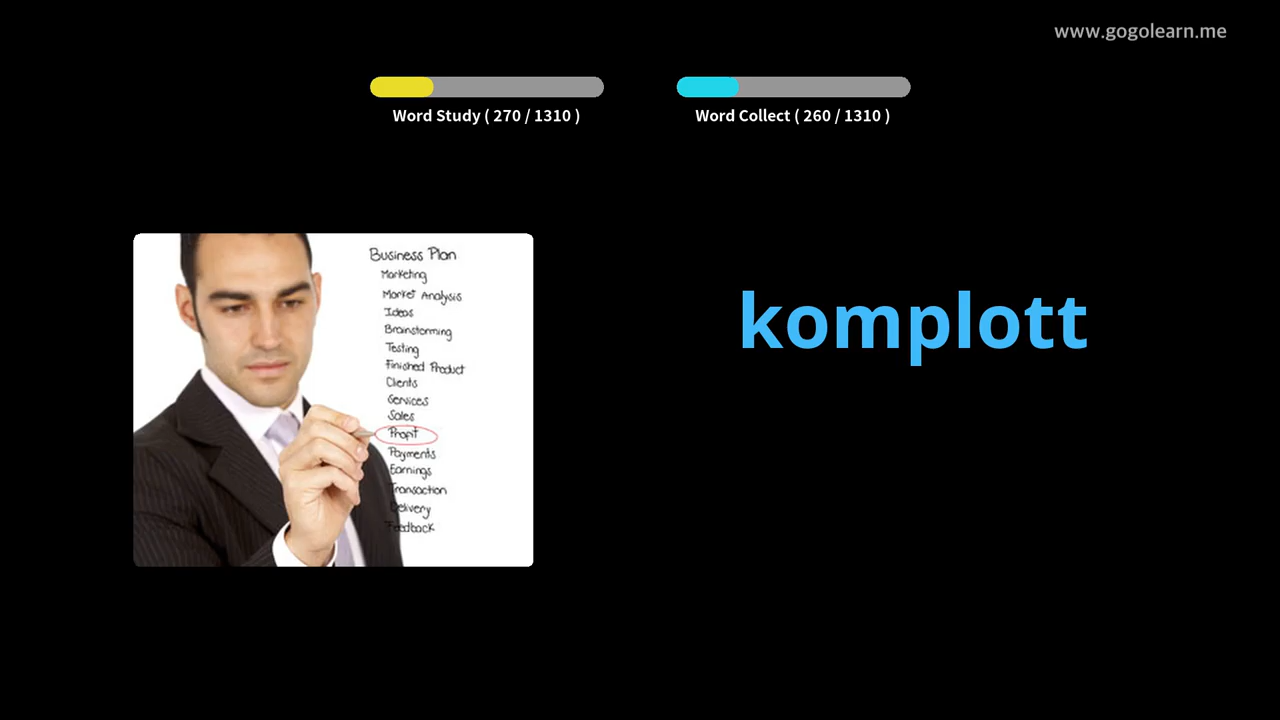 www.gogolearn.me
Word Study ( 270 / 1310 )
Word Collect ( 260 / 1310 )
Business Plan
Marketing
Market Analysis
Ideas
Brainstorming
Testing
Finished Product
Clients
Services
Sales
Profit
Payments
Earnings
Transaction
Delivery
Feedback
komplott